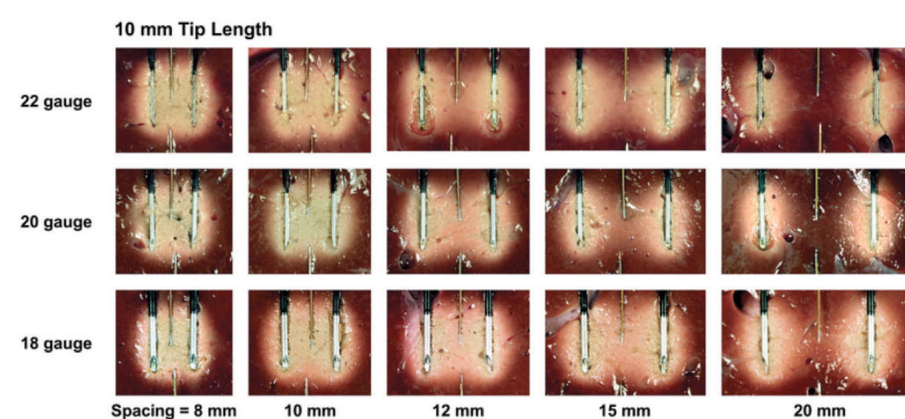 10 mm Tip Length
22 gauge
20 gauge
18 gauge
Spacing = 8 mm 10 mm 12 mm 15 mm 20 mm